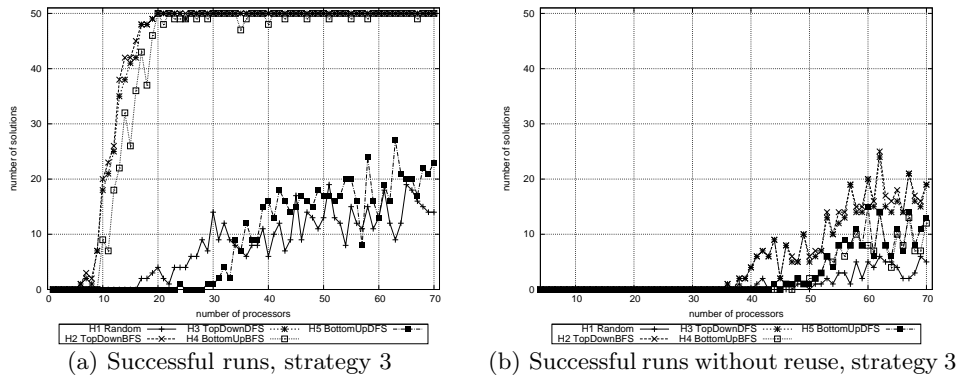 50
40
30
20
10
0
number of solutions
0 10 20 30 40 50 60 70
number of processors
H1 Random H3 TopDownDFS H5 BottomUpDFS
H2 TopDownBFS H4 BottomUpBFS
(a) Successful runs, strategy 3
50
40
30
20
10
0
number of solutions
10 20 30 40 50 60 70
number of processors
H1 Random H3 TopDownDFS H5 BottomUpDFS
H2 TopDownBFS H4 BottomUpBFS
(b) Successful runs without reuse, strategy 3